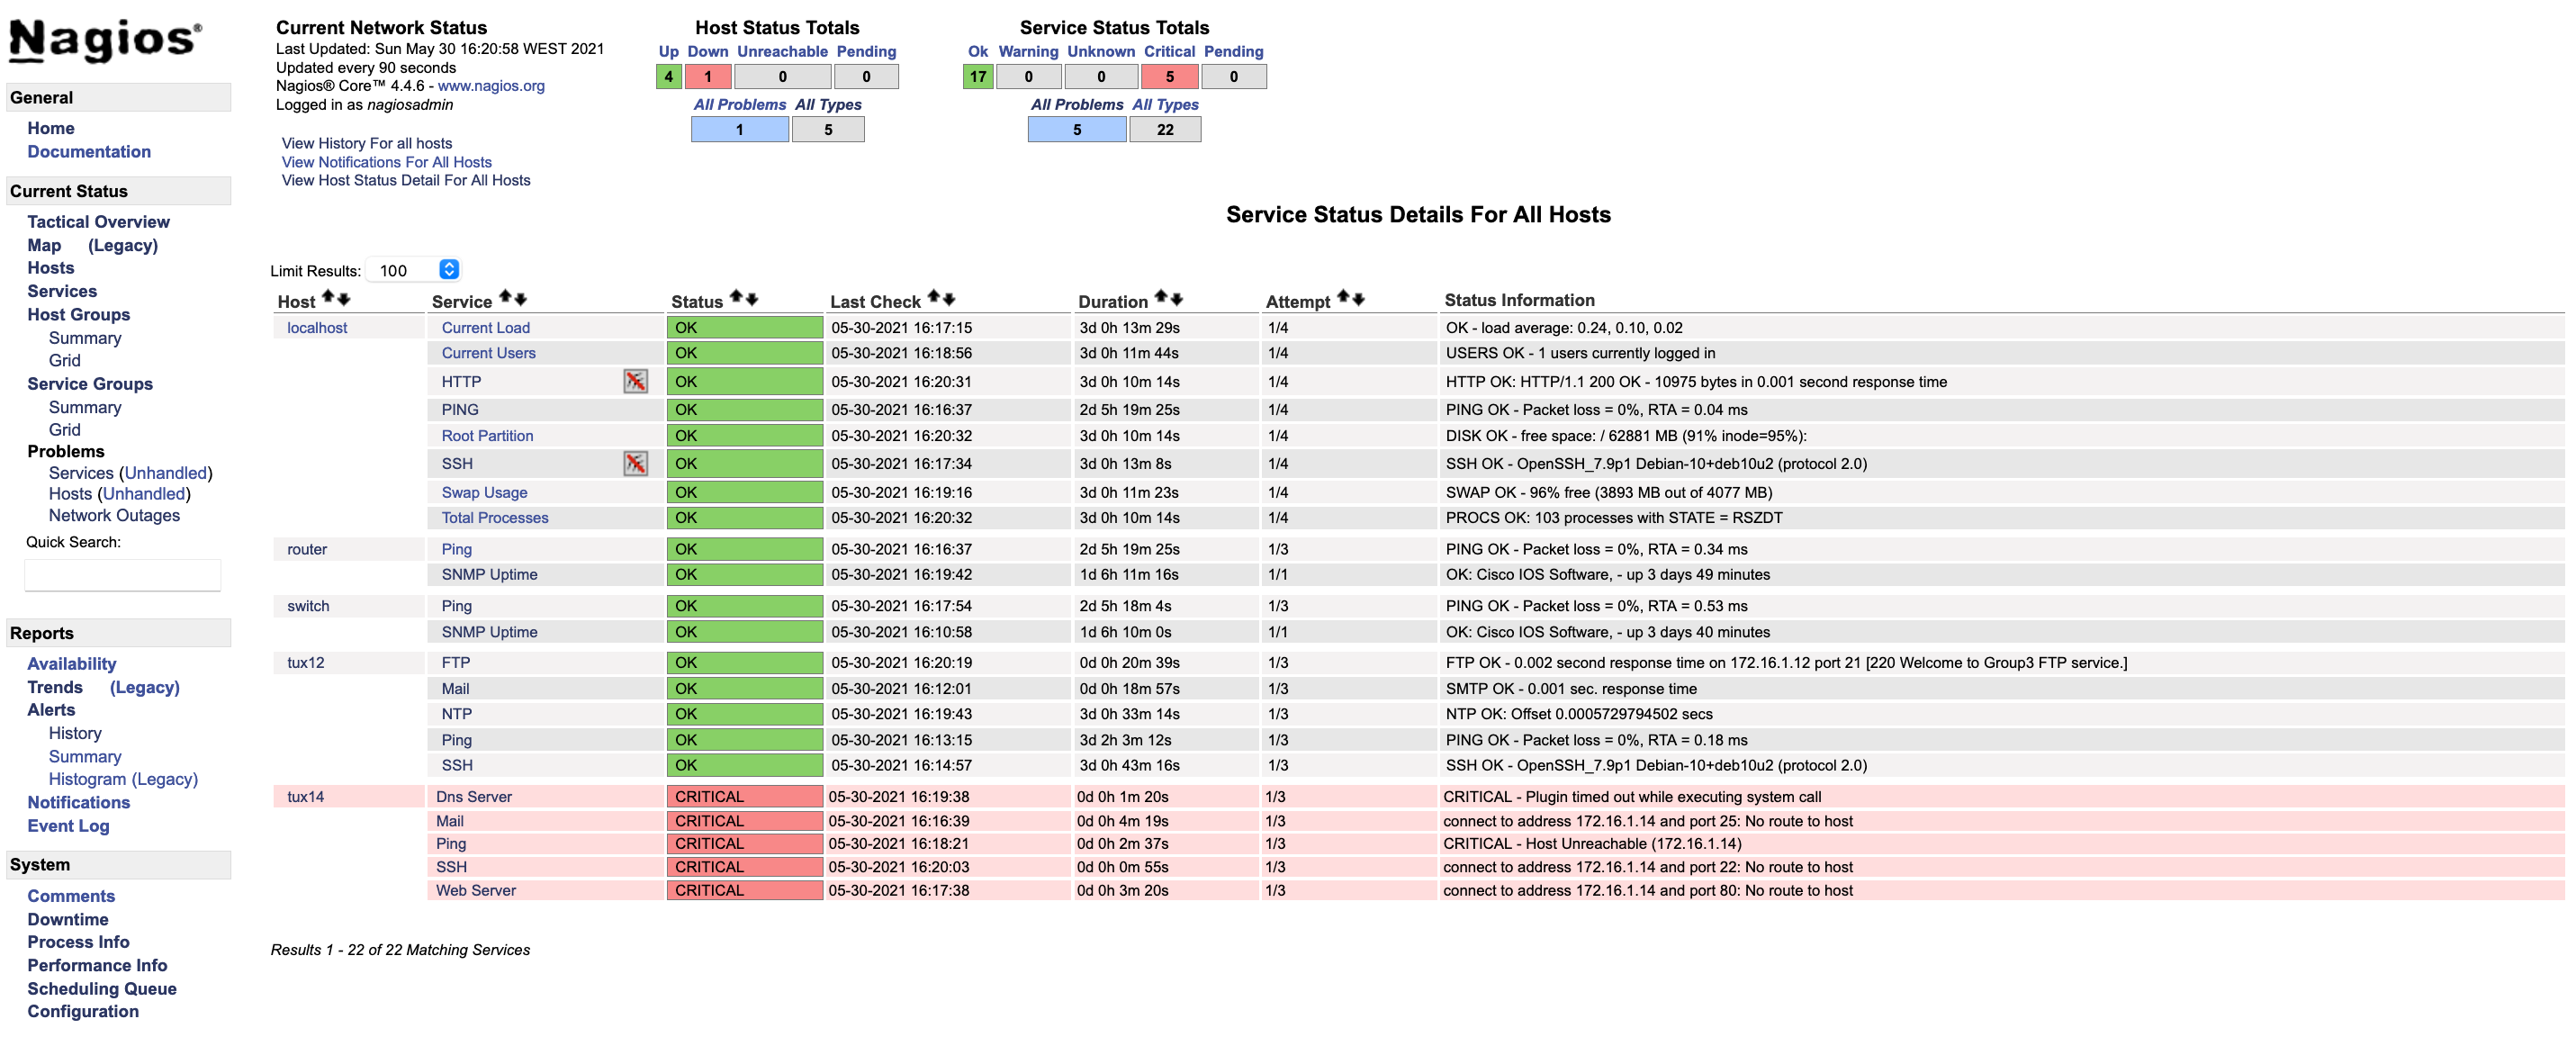 Nagios®
General
Home
Documentation
Current Status
Tactical Overview
Map (Legacy)
Hosts
Services
Host Groups
Summary
Grid
Service Groups
Summary
Grid
Problems
Services (Unhandled)
Hosts (Unhandled)
Network Outages
Quick Search:
Reports
Availability
Trends (Legacy)
Alerts
History
Summary
Histogram (Legacy)
Notifications
Event Log
System
Comments
Downtime
Process Info
Performance Info
Scheduling Queue
Configuration
Current Network Status
Last Updated: Sun May 30 16:20:58 WEST 2021
Updated every 90 seconds
Nagios® Core™ 4.4.6 - www.nagios.org
Logged in as nagiosadmin
View History For all hosts
View Notifications For All Hosts
View Host Status Detail For All Hosts
Host Status Totals
Up Down Unreachable Pending
4 1 0 0
All Problems All Types
1 5
Service Status Totals
Ok Warning Unknown Critical Pending
17 0 0 5 0
All Problems All Types
5 22
Service Status Details For All Hosts
Limit Results: 100
Host Service Status Last Check Duration Attempt Status Information
localhost Current Load OK 05-30-2021 16:17:15 3d 0h 13m 29s 1/4 OK - load average: 0.24, 0.10, 0.02
Current Users OK 05-30-2021 16:18:56 3d 0h 11m 44s 1/4 USERS OK - 1 users currently logged in
HTTP OK 05-30-2021 16:20:31 3d 0h 10m 14s 1/4 HTTP OK: HTTP/1.1 200 OK - 10975 bytes in 0.001 second response time
PING OK 05-30-2021 16:16:37 2d 5h 19m 25s 1/4 PING OK - Packet loss = 0%, RTA = 0.04 ms
Root Partition OK 05-30-2021 16:20:32 3d 0h 10m 14s 1/4 DISK OK - free space: / 62881 MB (91% inode=95%):
SSH OK 05-30-2021 16:17:34 3d 0h 13m 8s 1/4 SSH OK - OpenSSH_7.9p1 Debian-10+deb10u2 (protocol 2.0)
Swap Usage OK 05-30-2021 16:19:16 3d 0h 11m 23s 1/4 SWAP OK - 96% free (3893 MB out of 4077 MB)
Total Processes OK 05-30-2021 16:20:32 3d 0h 10m 14s 1/4 PROCS OK: 103 processes with STATE = RSZDT
router Ping OK 05-30-2021 16:16:37 2d 5h 19m 25s 1/3 PING OK - Packet loss = 0%, RTA = 0.34 ms
SNMP Uptime OK 05-30-2021 16:19:42 1d 6h 11m 16s 1/1 OK: Cisco IOS Software, - up 3 days 49 minutes
switch Ping OK 05-30-2021 16:17:54 2d 5h 18m 4s 1/3 PING OK - Packet loss = 0%, RTA = 0.53 ms
SNMP Uptime OK 05-30-2021 16:10:58 1d 6h 10m 0s 1/1 OK: Cisco IOS Software, - up 3 days 40 minutes
tux12 FTP OK 05-30-2021 16:20:19 0d 0h 20m 39s 1/3 FTP OK - 0.002 second response time on 172.16.1.12 port 21 [220 Welcome to Group3 FTP service.]
Mail OK 05-30-2021 16:12:01 0d 0h 18m 57s 1/3 SMTP OK - 0.001 sec. response time
NTP OK 05-30-2021 16:19:43 3d 0h 33m 14s 1/3 NTP OK: Offset 0.0005729794502 secs
Ping OK 05-30-2021 16:13:15 3d 2h 3m 12s 1/3 PING OK - Packet loss = 0%, RTA = 0.18 ms
SSH OK 05-30-2021 16:14:57 3d 0h 43m 16s 1/3 SSH OK - OpenSSH_7.9p1 Debian-10+deb10u2 (protocol 2.0)
tux14 Dns Server CRITICAL 05-30-2021 16:19:38 0d 0h 1m 20s 1/3 CRITICAL - Plugin timed out while executing system call
Mail CRITICAL 05-30-2021 16:16:39 0d 0h 4m 19s 1/3 connect to address 172.16.1.14 and port 25: No route to host
Ping CRITICAL 05-30-2021 16:18:21 0d 0h 2m 37s 1/3 CRITICAL - Host Unreachable (172.16.1.14)
SSH CRITICAL 05-30-2021 16:20:03 0d 0h 0m 55s 1/3 connect to address 172.16.1.14 and port 22: No route to host
Web Server CRITICAL 05-30-2021 16:17:38 0d 0h 3m 20s 1/3 connect to address 172.16.1.14 and port 80: No route to host
Results 1 - 22 of 22 Matching Services